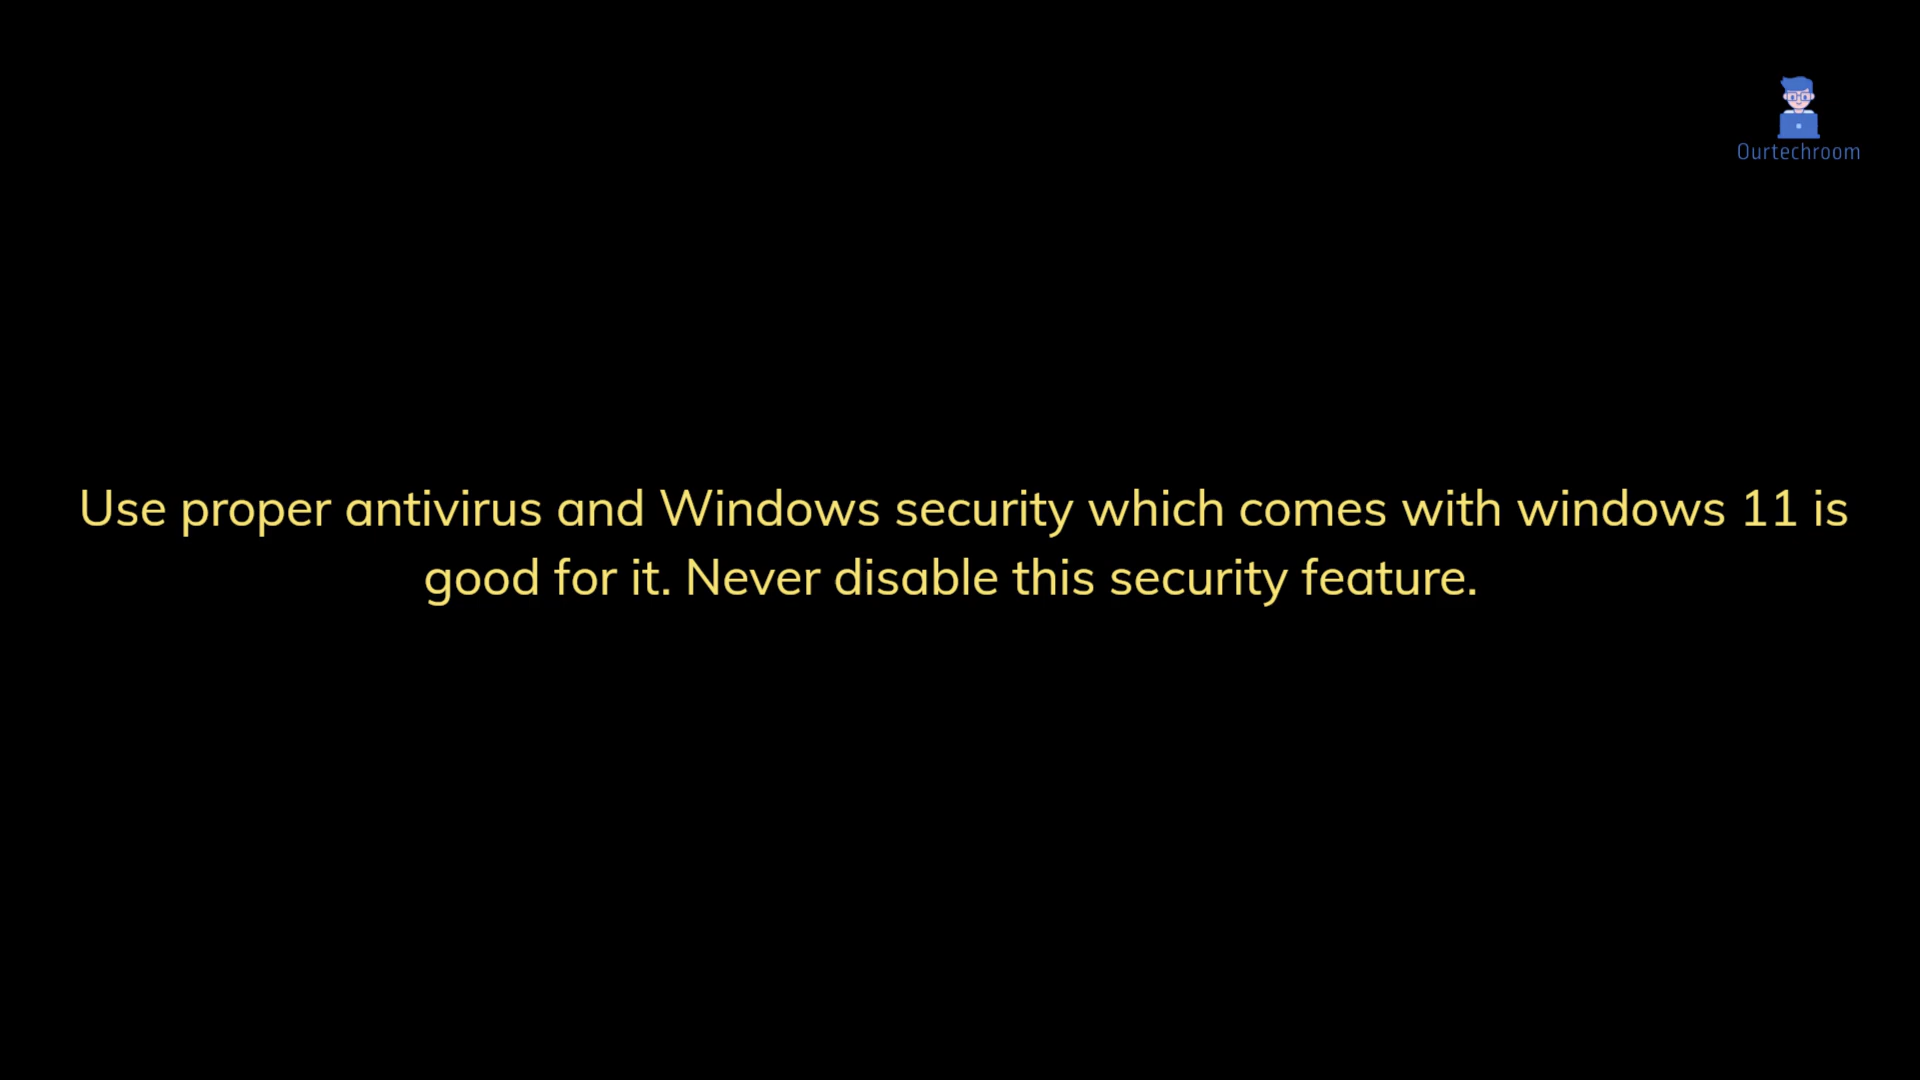 Ourtechroom
Use proper antivirus and Windows security which comes with windows 11 is
good for it. Never disable this security feature.